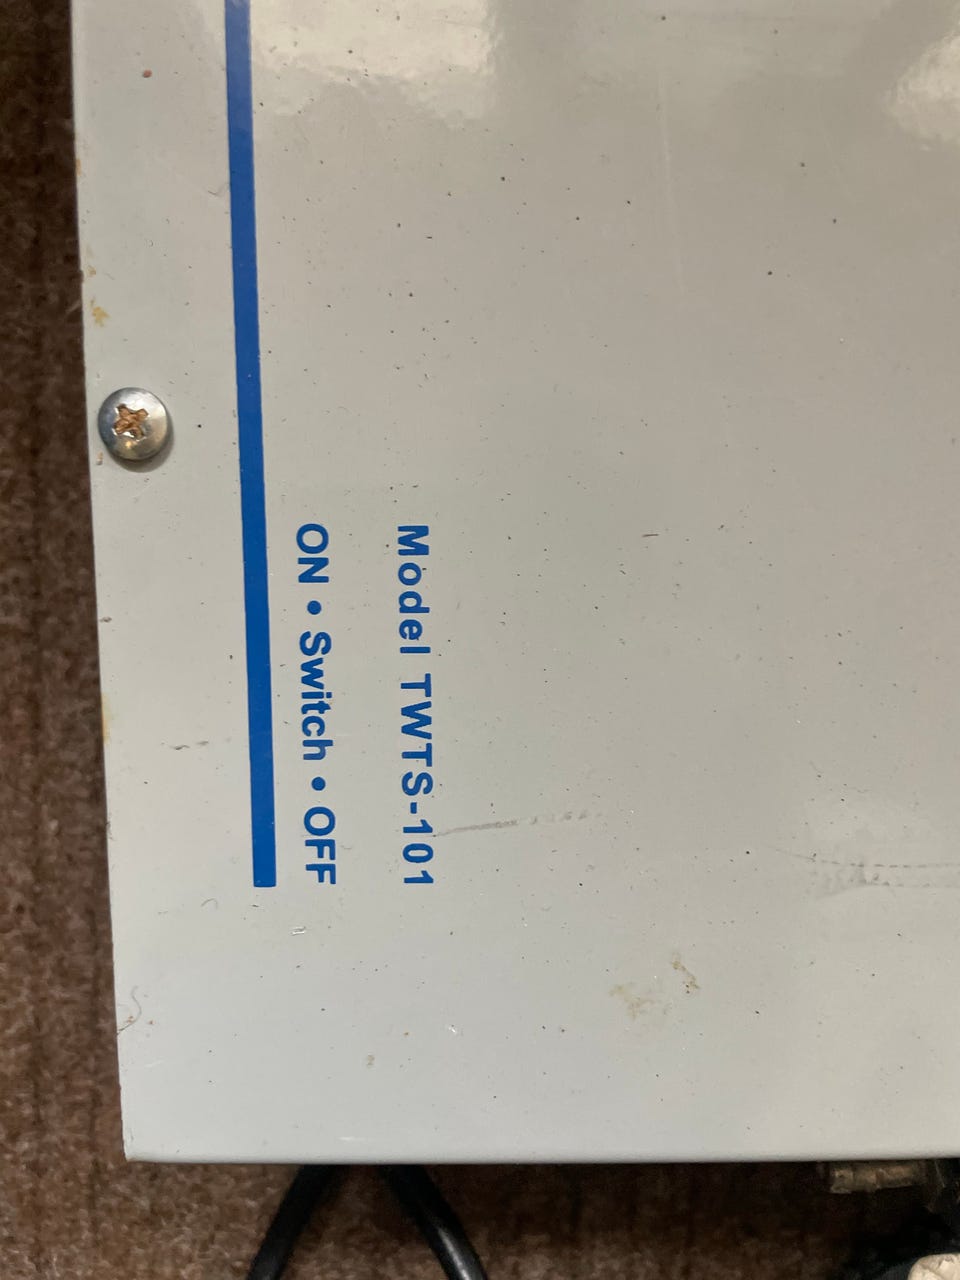 Model TWTS-101
ON • Switch • OFF